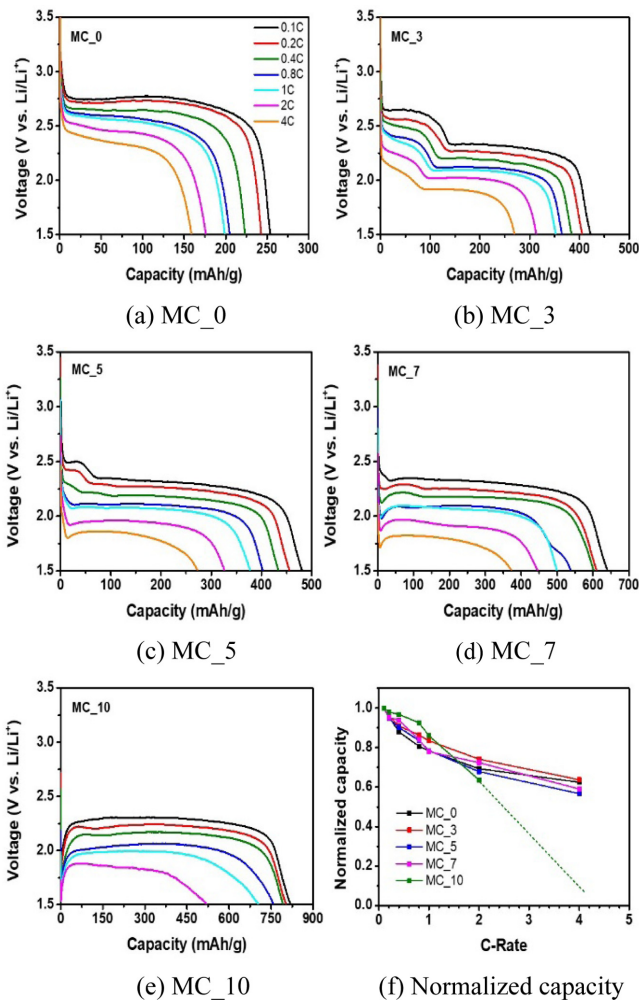 MC_0
0.1C
0.2C
0.4C
0.8C
1C
2C
4C
3.5
3.0
2.5
2.0
1.5
Voltage (V vs. Li/Li⁺)
0 50 100 150 200 250 300
Capacity (mAh/g)
(a) MC_0
MC_3
3.5
3.0
2.5
2.0
1.5
Voltage (V vs. Li/Li⁺)
0 100 200 300 400 500
Capacity (mAh/g)
(b) MC_3
MC_5
3.5
3.0
2.5
2.0
1.5
Voltage (V vs. Li/Li⁺)
0 100 200 300 400 500
Capacity (mAh/g)
(c) MC_5
MC_7
3.5
3.0
2.5
2.0
1.5
Voltage (V vs. Li/Li⁺)
0 100 200 300 400 500 600 700
Capacity (mAh/g)
(d) MC_7
MC_10
3.5
3.0
2.5
2.0
1.5
Voltage (V vs. Li/Li⁺)
0 150 300 450 600 750 900
Capacity (mAh/g)
(e) MC_10
1.0
0.8
0.6
0.4
0.2
0.0
Normalized capacity
MC_0
MC_3
MC_5
MC_7
MC_10
0 1 2 3 4 5
C-Rate
(f) Normalized capacity